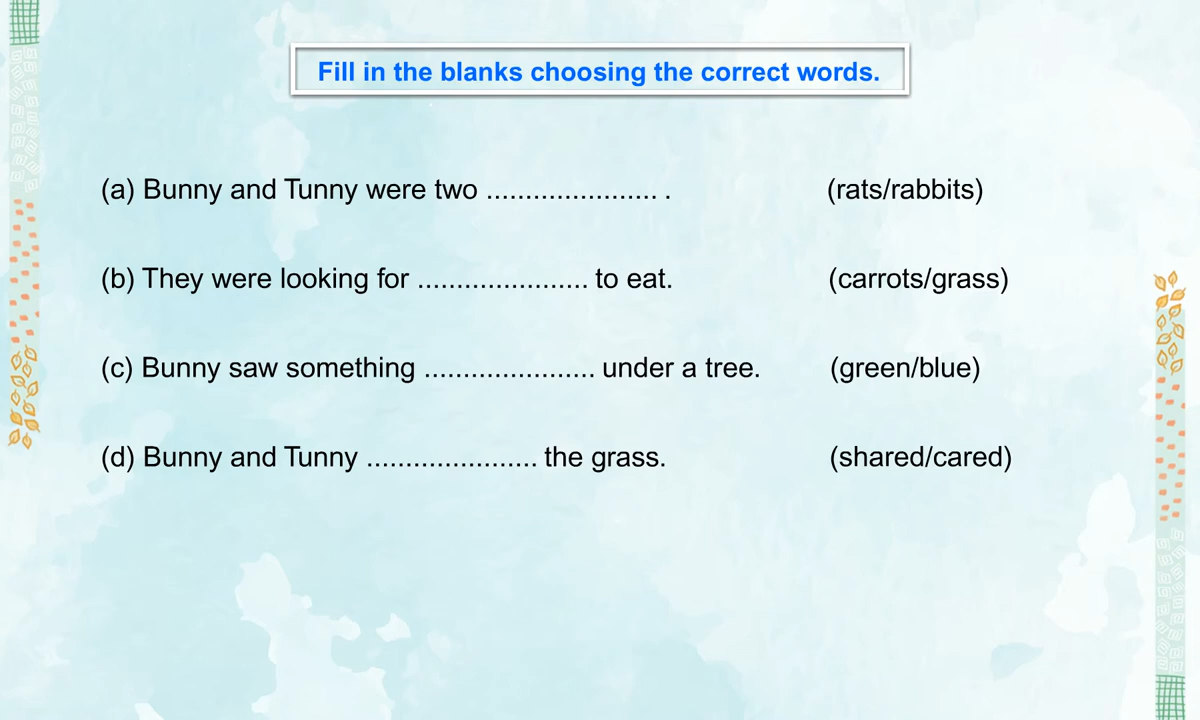 Fill in the blanks choosing the correct words.
(a) Bunny and Tunny were two ...................... . (rats/rabbits)
(b) They were looking for ...................... to eat. (carrots/grass)
(c) Bunny saw something ...................... under a tree. (green/blue)
(d) Bunny and Tunny ...................... the grass. (shared/cared)